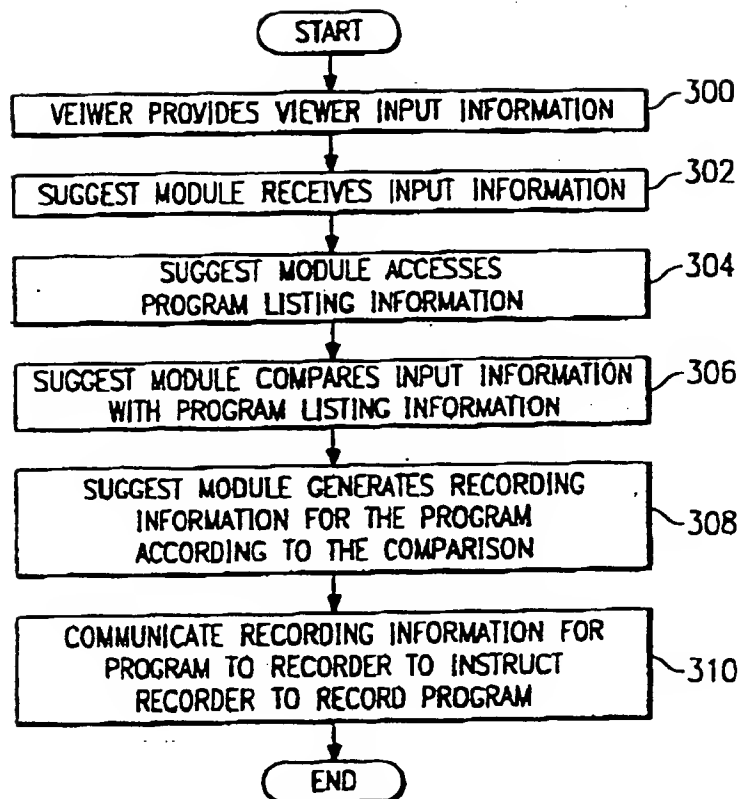 START
VEIWER PROVIDES VIEWER INPUT INFORMATION
300
SUGGEST MODULE RECEIVES INPUT INFORMATION
302
SUGGEST MODULE ACCESSES
PROGRAM LISTING INFORMATION
304
SUGGEST MODULE COMPARES INPUT INFORMATION
WITH PROGRAM LISTING INFORMATION
306
SUGGEST MODULE GENERATES RECORDING
INFORMATION FOR THE PROGRAM
ACCORDING TO THE COMPARISON
308
COMMUNICATE RECORDING INFORMATION FOR
PROGRAM TO RECORDER TO INSTRUCT
RECORDER TO RECORD PROGRAM
310
END